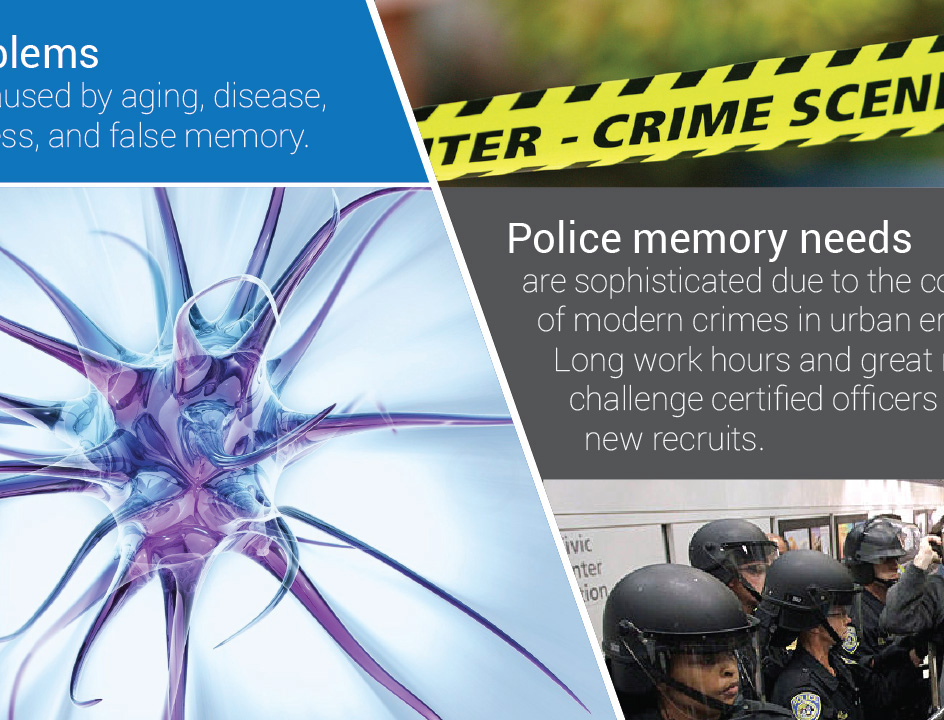 blems
aused by aging, disease,
ess, and false memory.
TER - CRIME SCEN
Police memory needs
are sophisticated due to the co
of modern crimes in urban en
Long work hours and great
challenge certified officers
new recruits.
ivic
nter
tion